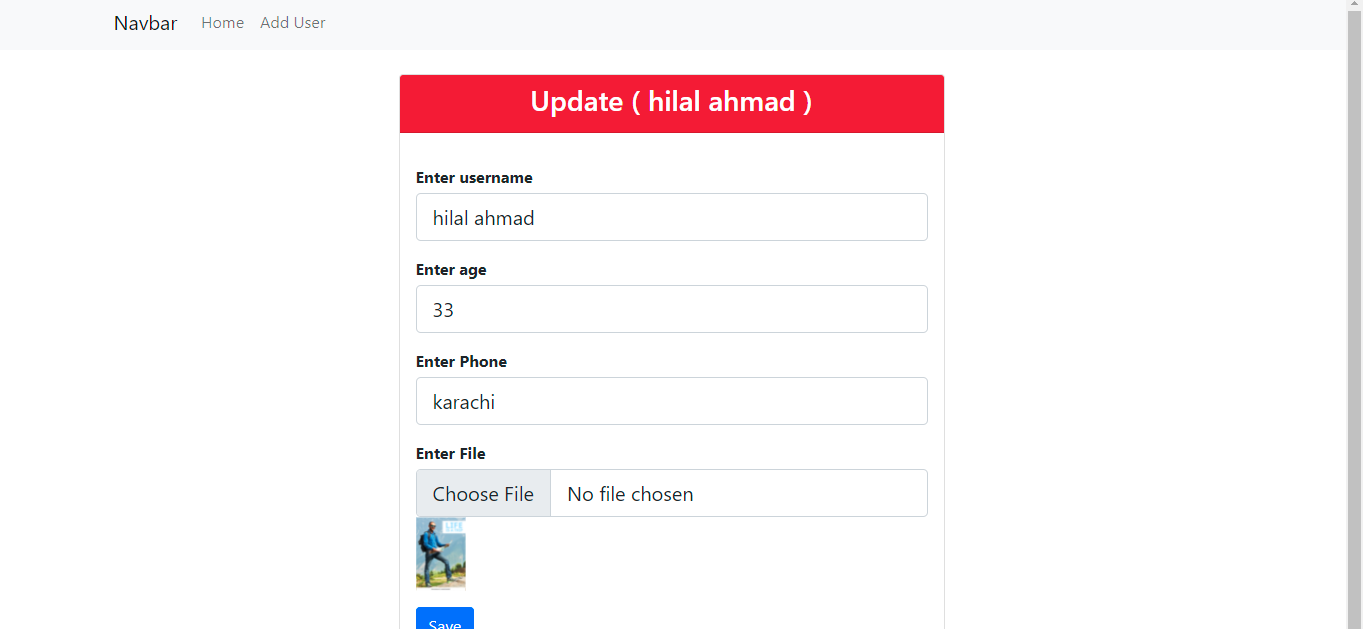 Navbar Home Add User
Update ( hilal ahmad )
Enter username
hilal ahmad
Enter age
33
Enter Phone
karachi
Enter File
Choose File No file chosen
LIFE
Save